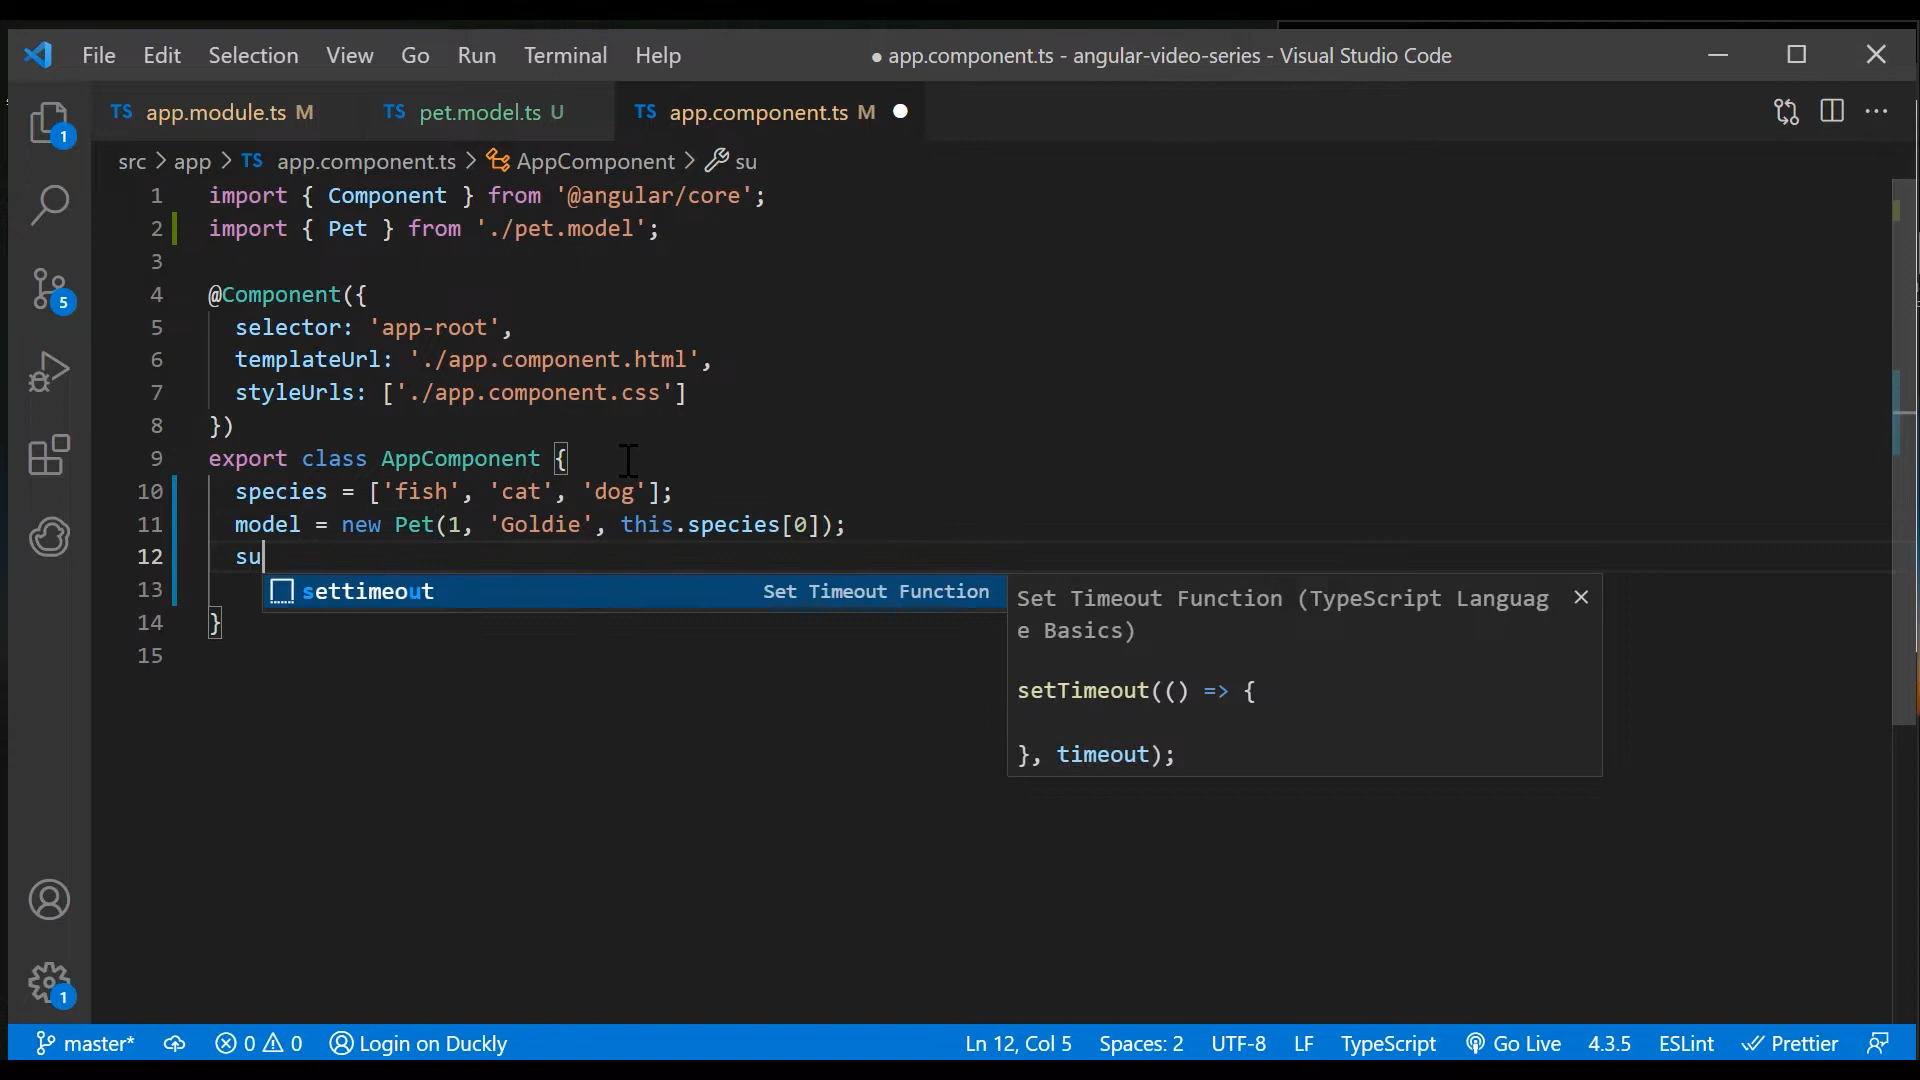 File Edit Selection View Go Run Terminal Help ● app.component.ts - angular-video-series - Visual Studio Code
TS app.module.ts M TS pet.model.ts U TS app.component.ts M
src > app > TS app.component.ts > AppComponent > su
1 import { Component } from '@angular/core';
2 import { Pet } from './pet.model';
3
4 @Component({
5 selector: 'app-root',
6 templateUrl: './app.component.html',
7 styleUrls: ['./app.component.css']
8 })
9 export class AppComponent {
10 species = ['fish', 'cat', 'dog'];
11 model = new Pet(1, 'Goldie', this.species[0]);
12 su
13
14 }
15
settimeout Set Timeout Function
Set Timeout Function (TypeScript Languag
e Basics)
setTimeout(() => {
}, timeout);
1
5
1
master* 0 0 Login on Duckly Ln 12, Col 5 Spaces: 2 UTF-8 LF TypeScript Go Live 4.3.5 ESLint Prettier